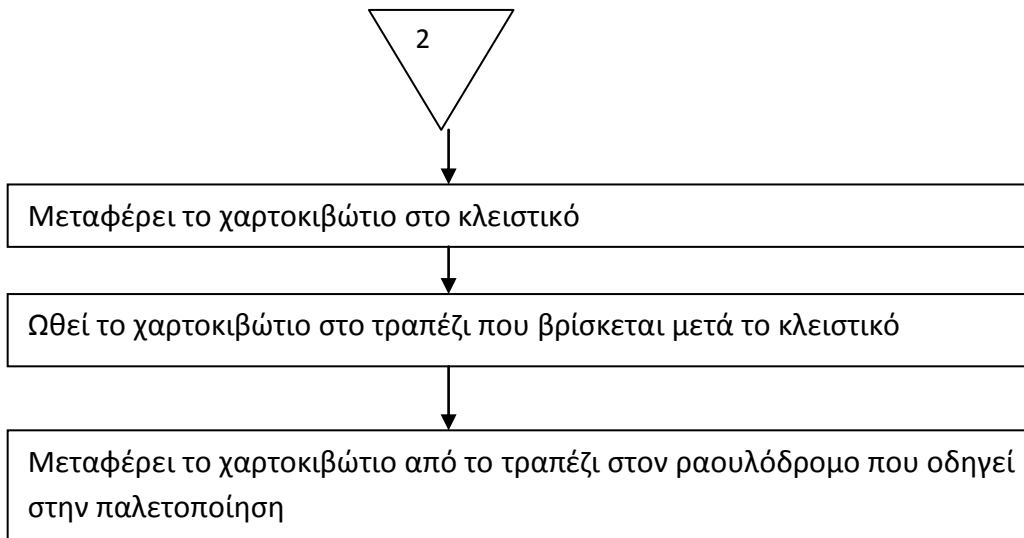 2
Μεταφέρει το χαρτοκιβώτιο στο κλειστικό
Ωθεί το χαρτοκιβώτιο στο τραπέζι που βρίσκεται μετά το κλειστικό
Μεταφέρει το χαρτοκιβώτιο από το τραπέζι στον ραουλόδρομο που οδηγεί
στην παλετοποίηση